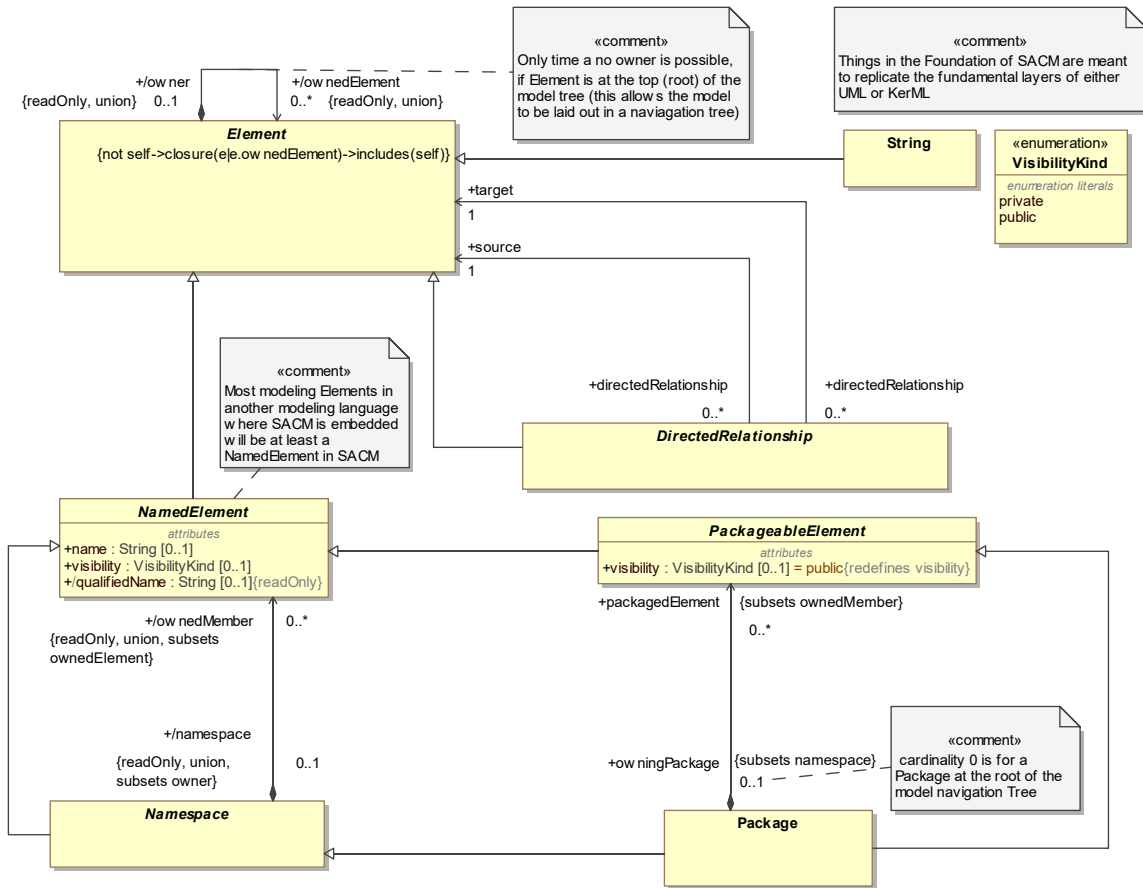 «comment»
Only time a no owner is possible,
if Element is at the top (root) of the
model tree (this allows the model
to be laid out in a naviagation tree)
«comment»
Things in the Foundation of SACM are meant
to replicate the fundamental layers of either
UML or KerML
+/owner
+/ownedElement
{readOnly, union}
0..1
0..*
{readOnly, union}
Element
{not self->closure(e|e.ownedElement)->includes(self)}
String
«enumeration»
VisibilityKind
enumeration literals
private
public
+target
1
+source
1
«comment»
Most modeling Elements in
another modeling language
where SACM is embedded
will be at least a
NamedElement in SACM
+directedRelationship
0..*
+directedRelationship
0..*
DirectedRelationship
NamedElement
attributes
+name : String [0..1]
+visibility : VisibilityKind [0..1]
+/qualifiedName : String [0..1]{readOnly}
PackageableElement
attributes
+visibility : VisibilityKind [0..1] = public{redefines visibility}
+/ownedMember
0..*
{readOnly, union, subsets
ownedElement}
+packagedElement
{subsets ownedMember}
0..*
+/namespace
{readOnly, union,
subsets owner}
0..1
+owningPackage
{subsets namespace}
0..1
«comment»
cardinality 0 is for a
Package at the root of the
model navigation Tree
Namespace
Package